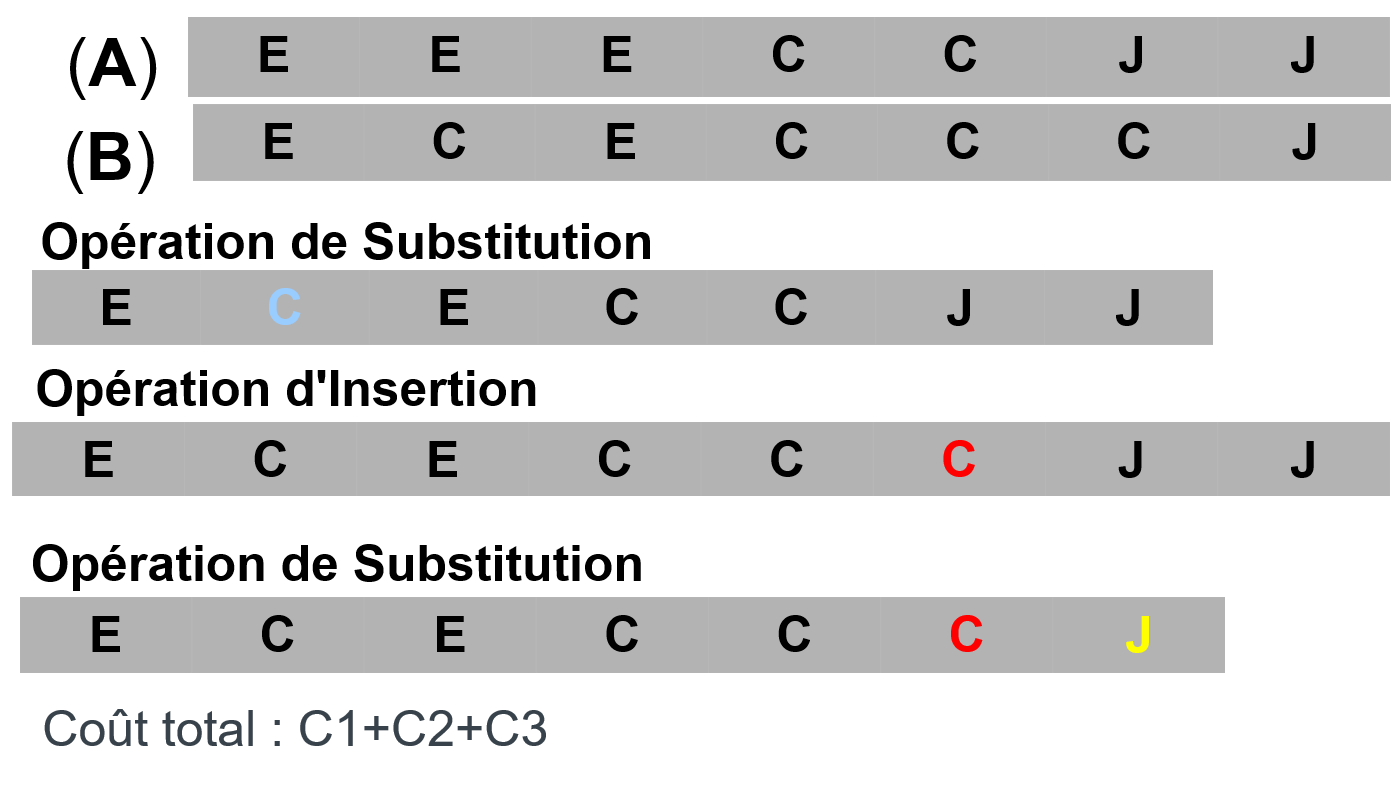 (A) E E E C C J J
(B) E C E C C C J
Opération de Substitution
E C E C C J J
Opération d'Insertion
E C E C C C J J
Opération de Substitution
E C E C C C J
Coût total : C1+C2+C3